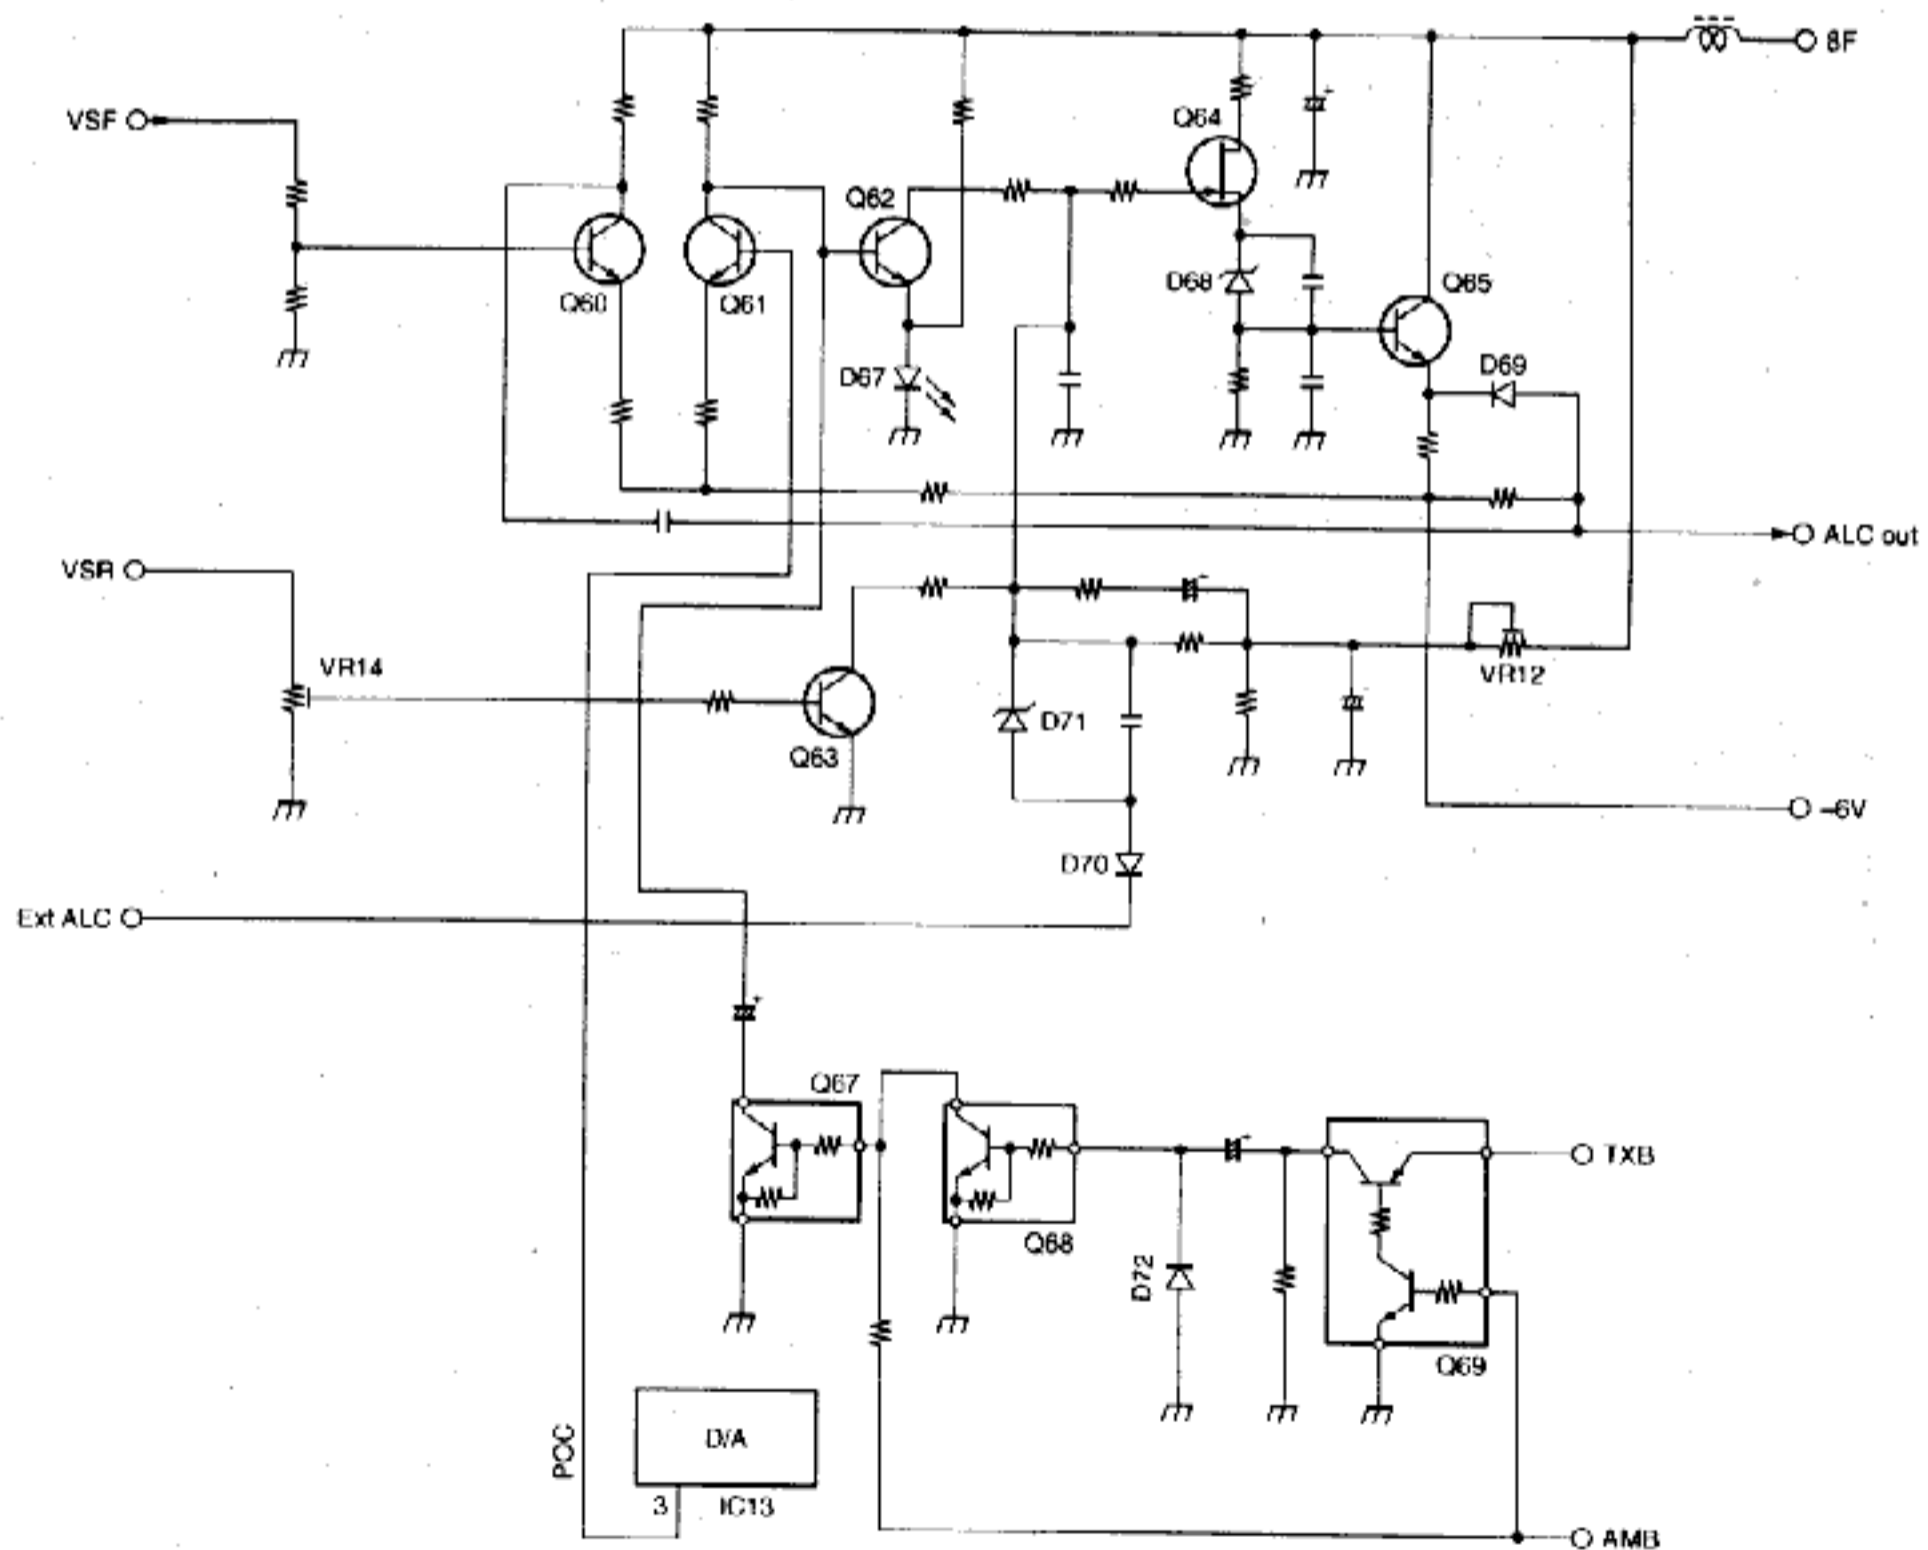 8F
VSF
Q64
Q62
Q60
Q61
D68
Q65
D67
D69
ALC out
VSR
VR14
VR12
D71
Q63
–6V
D70
Ext ALC
Q67
TXB
Q68
D72
Q69
POC
D/A
3
IC13
AMB